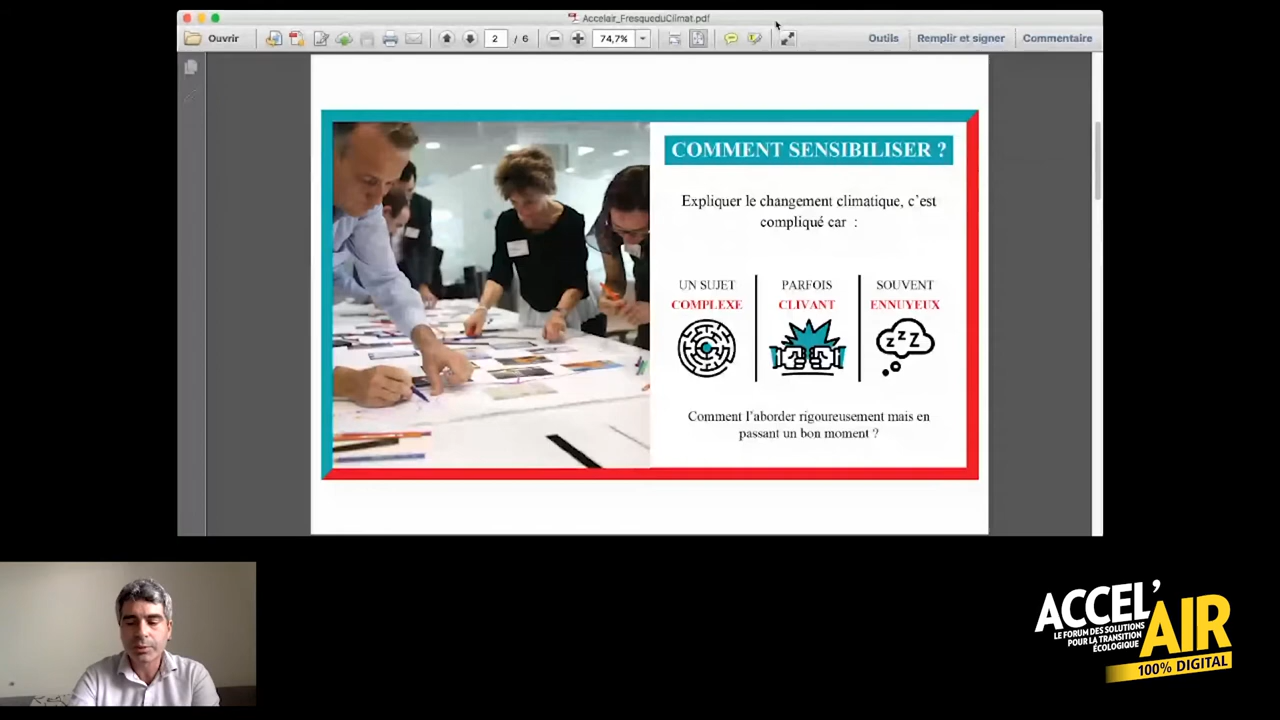 Accelair_FresqueduClimat.pdf
Ouvrir
2 / 6
74,7%
Outils
Remplir et signer
Commentaire
COMMENT SENSIBILISER ?
Expliquer le changement climatique, c'est
compliqué car :
UN SUJET
COMPLEXE
PARFOIS
CLIVANT
SOUVENT
ENNUYEUX
z z Z
Comment l'aborder rigoureusement mais en
passant un bon moment ?
ACCEL'
AIR
LE FORUM DES SOLUTIONS
POUR LA TRANSITION
ÉCOLOGIQUE
100% DIGITAL